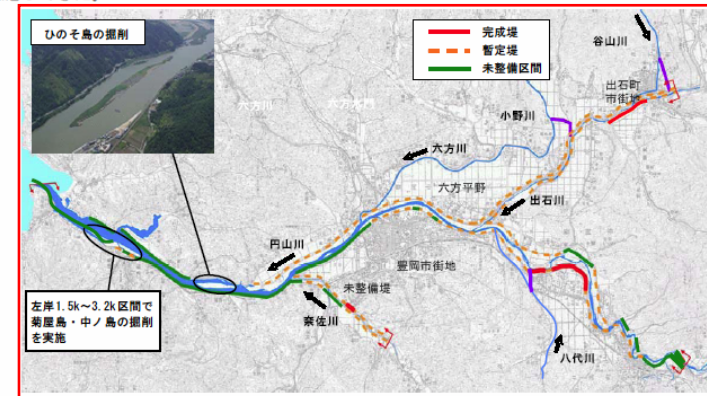 ひのそ島の掘削
完成堤
暫定堤
未整備区間
谷山川
出石町
市街地
小野川
六方川
六方川
六方平野
出石川
円山川
豊岡市街地
未整備堤
奈佐川
八代川
左岸1.5k～3.2k区間で
菊屋島・中ノ島の掘削
を実施